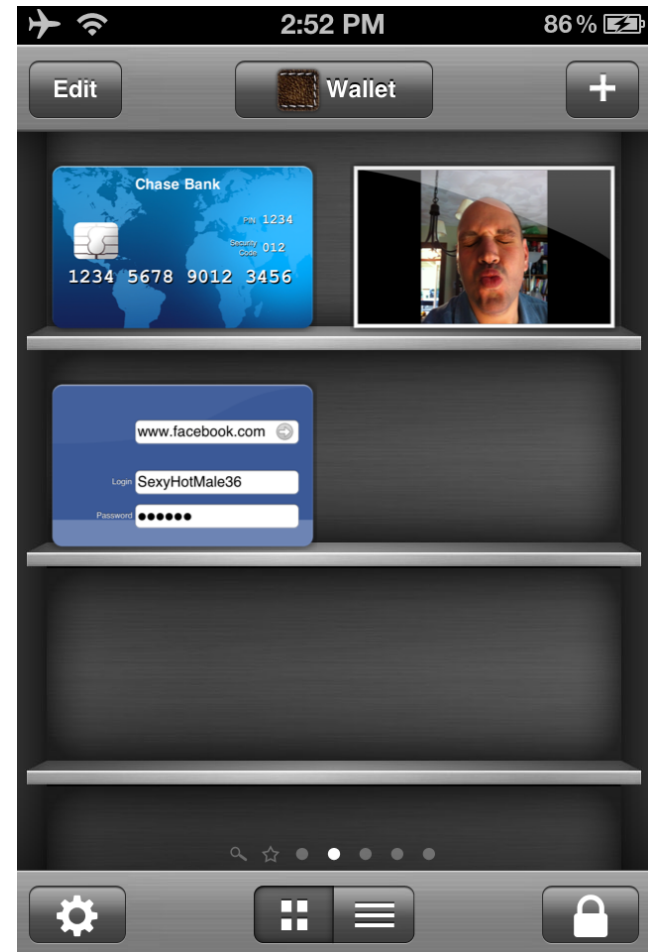 2:52 PM
86%
Edit
Wallet
+
Chase Bank
PIN 1234
Security Code 012
1234 5678 9012 3456
www.facebook.com
Login SexyHotMale36
Password ●●●●●●